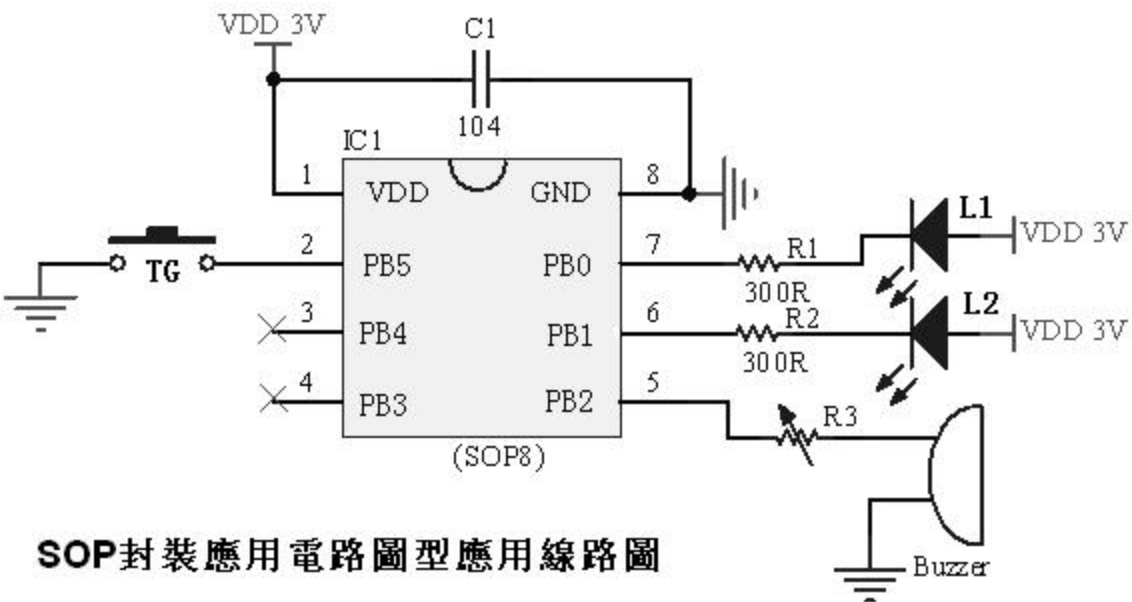 VDD 3V
C1
104
IC1
1
VDD
GND
8
L1
VDD 3V
TG
2
PB5
PB0
7
R1
300R
3
PB4
PB1
6
R2
300R
L2
VDD 3V
4
PB3
PB2
5
R3
(SOP8)
Buzzer
SOP封裝應用電路圖型應用線路圖